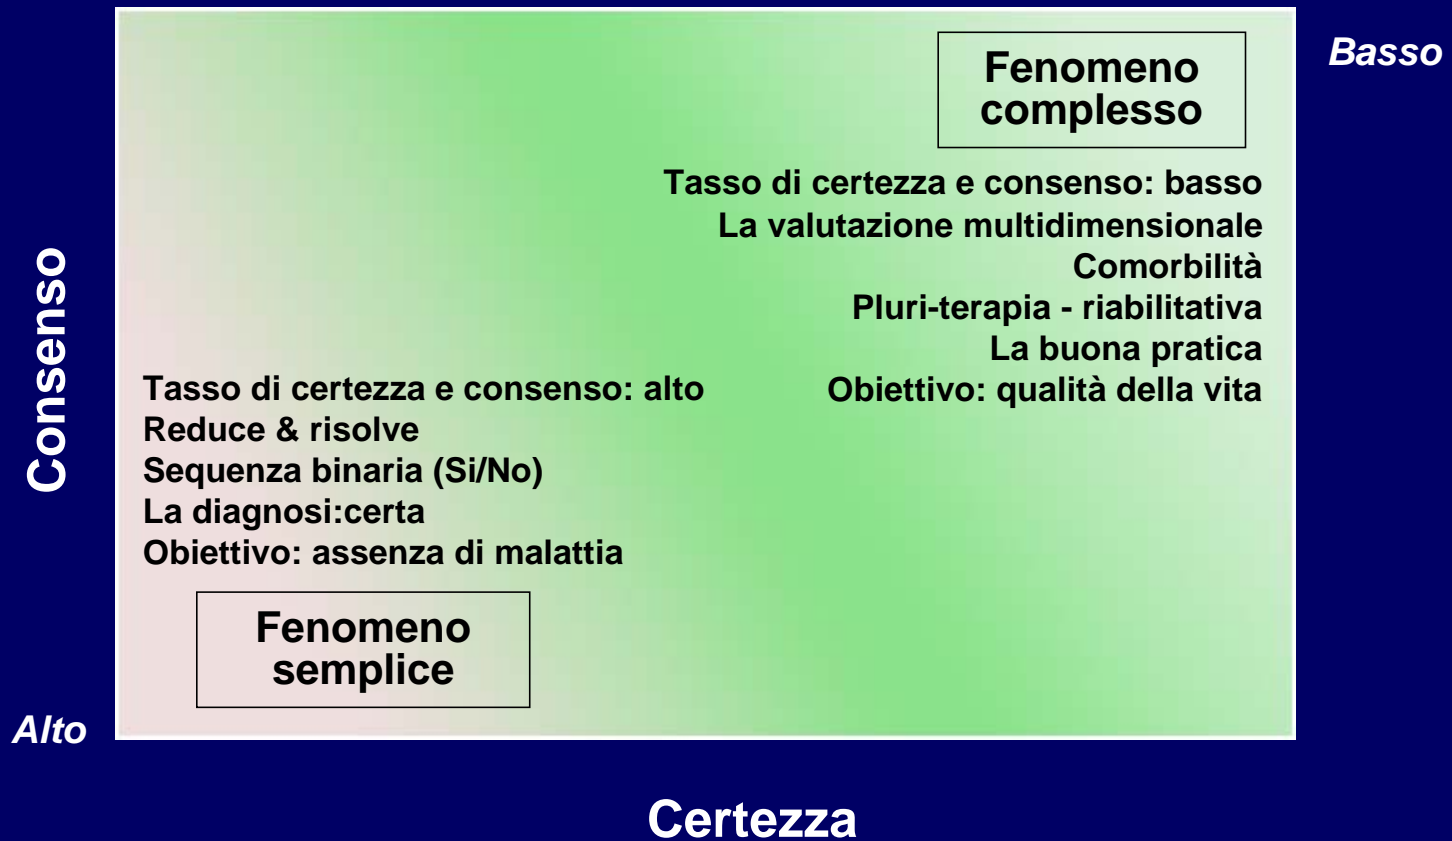 Basso
Fenomeno
complesso
Tasso di certezza e consenso: basso
La valutazione multidimensionale
Comorbilità
Pluri-terapia - riabilitativa
La buona pratica
Obiettivo: qualità della vita
Consenso
Tasso di certezza e consenso: alto
Reduce & risolve
Sequenza binaria (Si/No)
La diagnosi:certa
Obiettivo: assenza di malattia
Fenomeno
semplice
Alto
Certezza